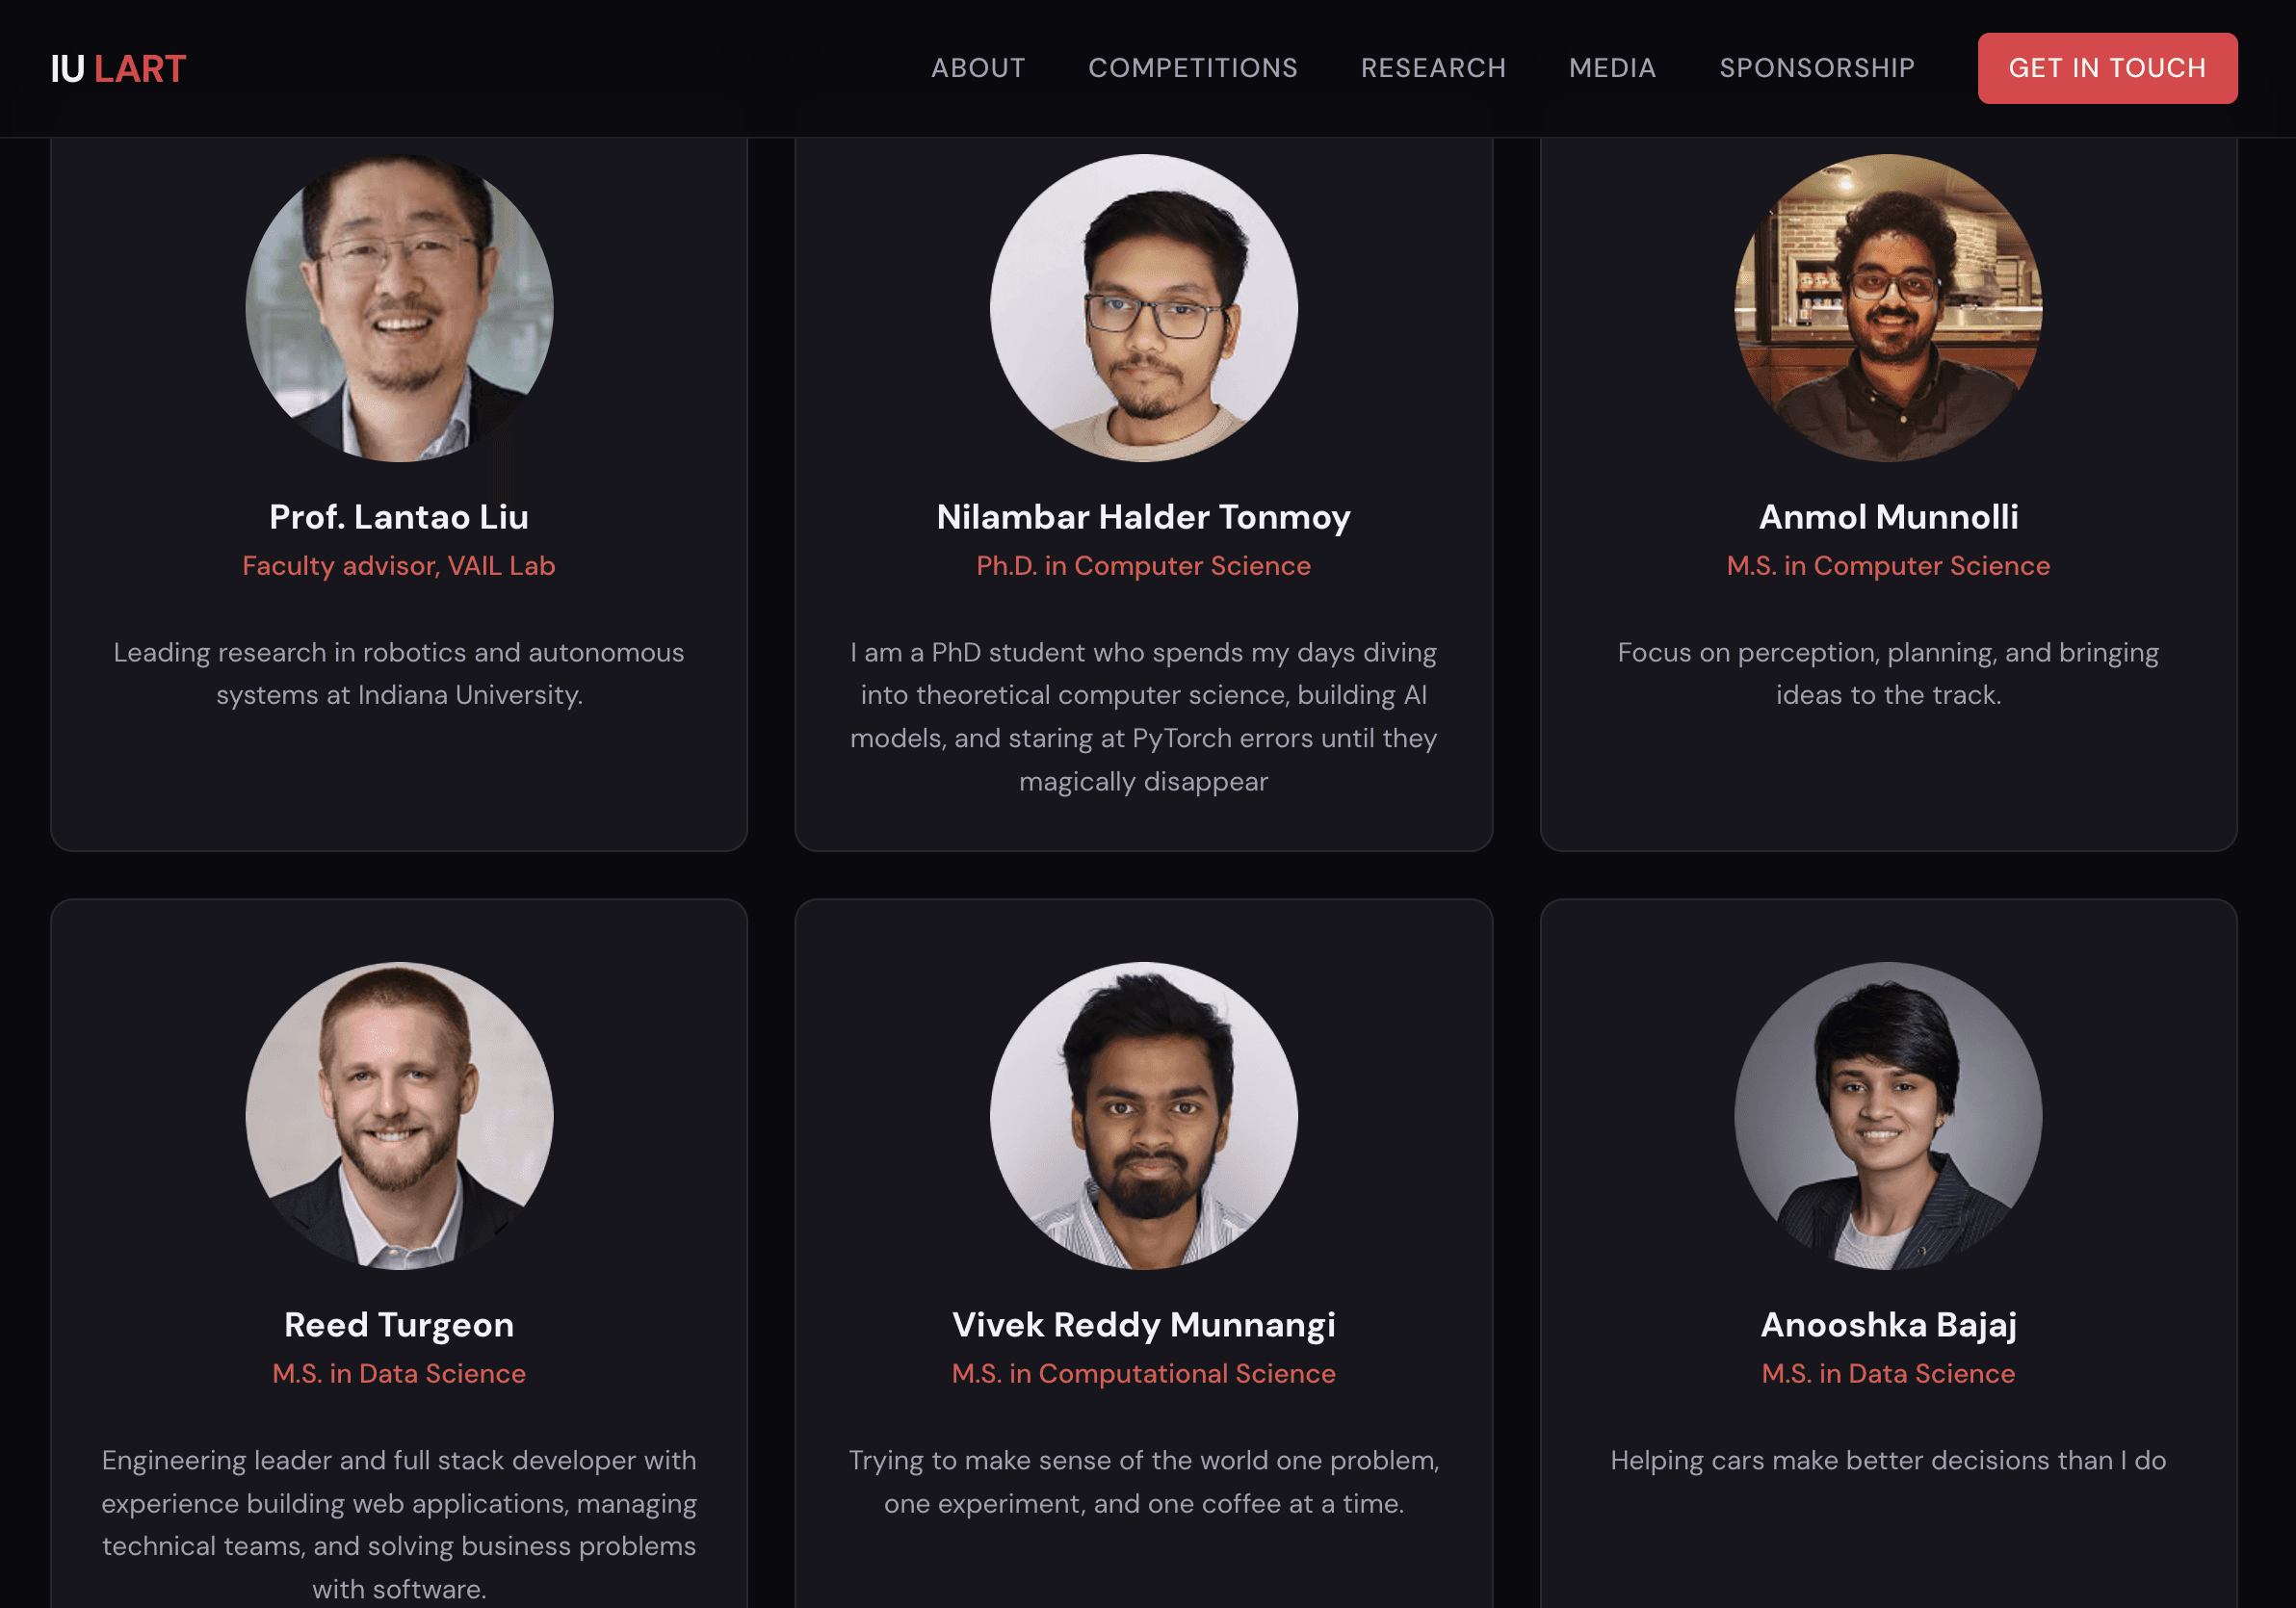 IU LART
ABOUT
COMPETITIONS
RESEARCH
MEDIA
SPONSORSHIP
GET IN TOUCH
Prof. Lantao Liu
Faculty advisor, VAIL Lab
Leading research in robotics and autonomous
systems at Indiana University.
Nilambar Halder Tonmoy
Ph.D. in Computer Science
I am a PhD student who spends my days diving
into theoretical computer science, building AI
models, and staring at PyTorch errors until they
magically disappear
Anmol Munnolli
M.S. in Computer Science
Focus on perception, planning, and bringing
ideas to the track.
Reed Turgeon
M.S. in Data Science
Engineering leader and full stack developer with
experience building web applications, managing
technical teams, and solving business problems
with software.
Vivek Reddy Munnangi
M.S. in Computational Science
Trying to make sense of the world one problem,
one experiment, and one coffee at a time.
Anooshka Bajaj
M.S. in Data Science
Helping cars make better decisions than I do